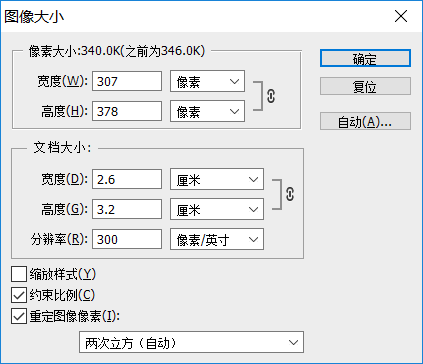 图像大小
像素大小:340.0K(之前为346.0K)
确定
宽度(W): 307 像素
复位
高度(H): 378 像素
自动(A)...
文档大小:
宽度(D): 2.6 厘米
高度(G): 3.2 厘米
分辨率(R): 300 像素/英寸
缩放样式(Y)
约束比例(C)
重定图像像素(I):
两次立方（自动）